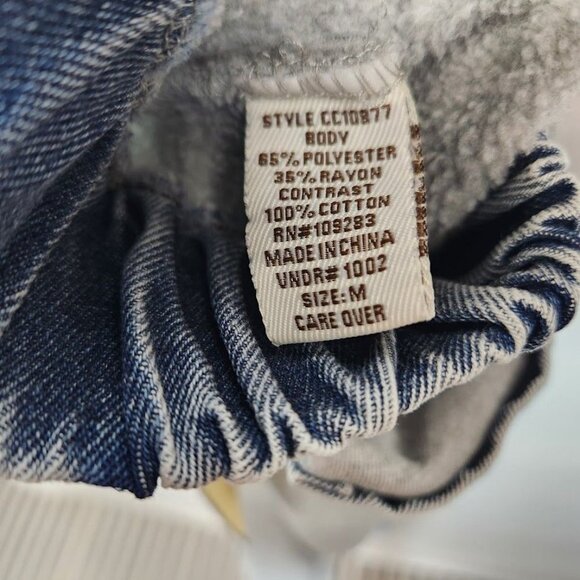 STYLE CC10877
BODY
65% POLYESTER
35% RAYON
CONTRAST
100% COTTON
RN#109283
MADE IN CHINA
VNDR# 1002
SIZE: M
CARE OVER